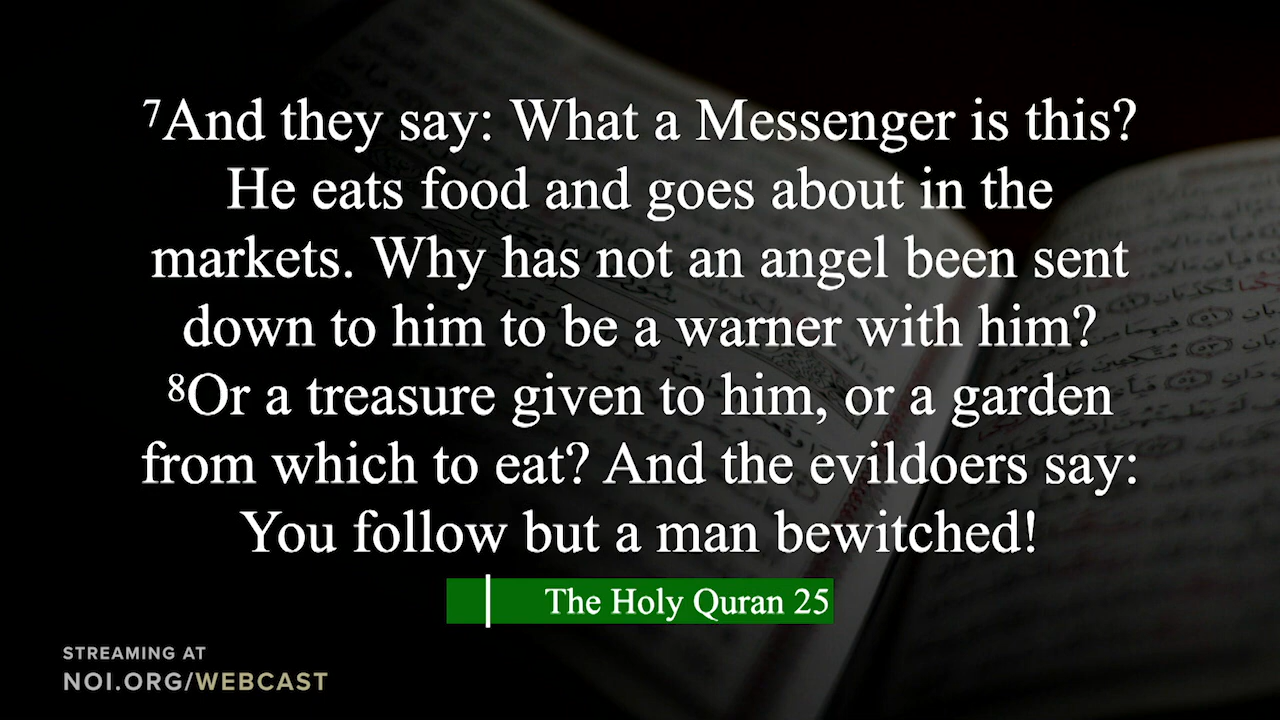 ⁷And they say: What a Messenger is this?
He eats food and goes about in the
markets. Why has not an angel been sent
down to him to be a warner with him?
⁸Or a treasure given to him, or a garden
from which to eat? And the evildoers say:
You follow but a man bewitched!
The Holy Quran 25
STREAMING AT
NOI.ORG/WEBCAST